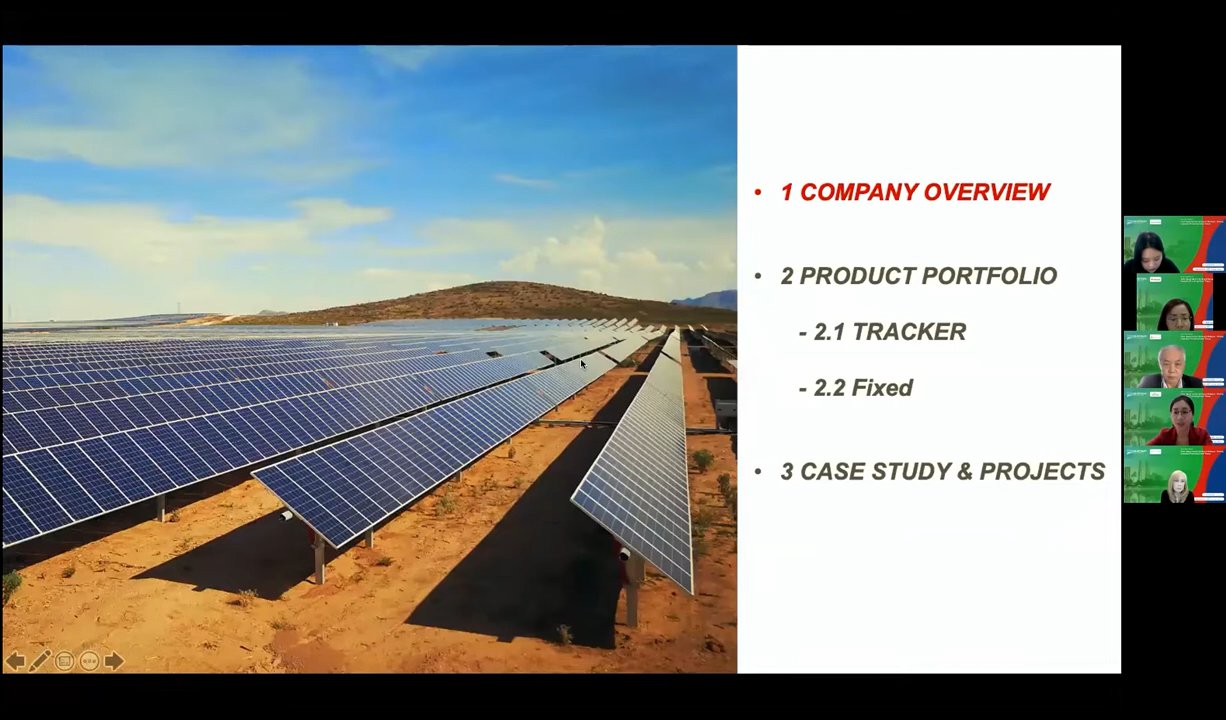 • 1 COMPANY OVERVIEW
• 2 PRODUCT PORTFOLIO
- 2.1 TRACKER
- 2.2 Fixed
• 3 CASE STUDY & PROJECTS